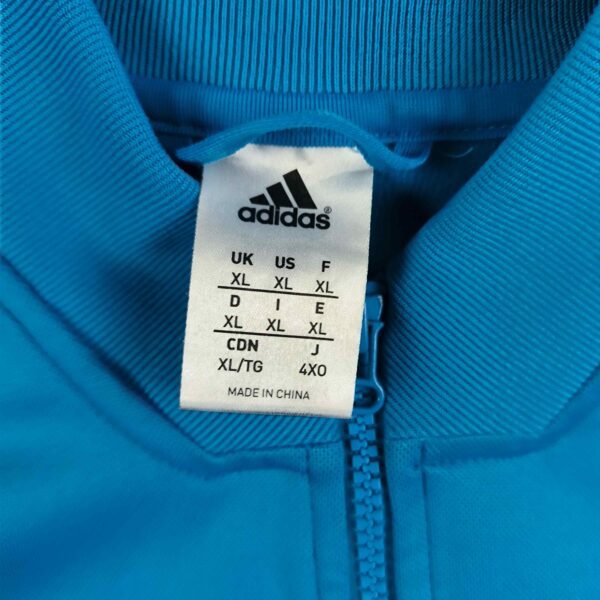 adidas®
UK US F
XL XL XL
D I E
XL XL XL
CDN J
XL/TG 4XO
MADE IN CHINA